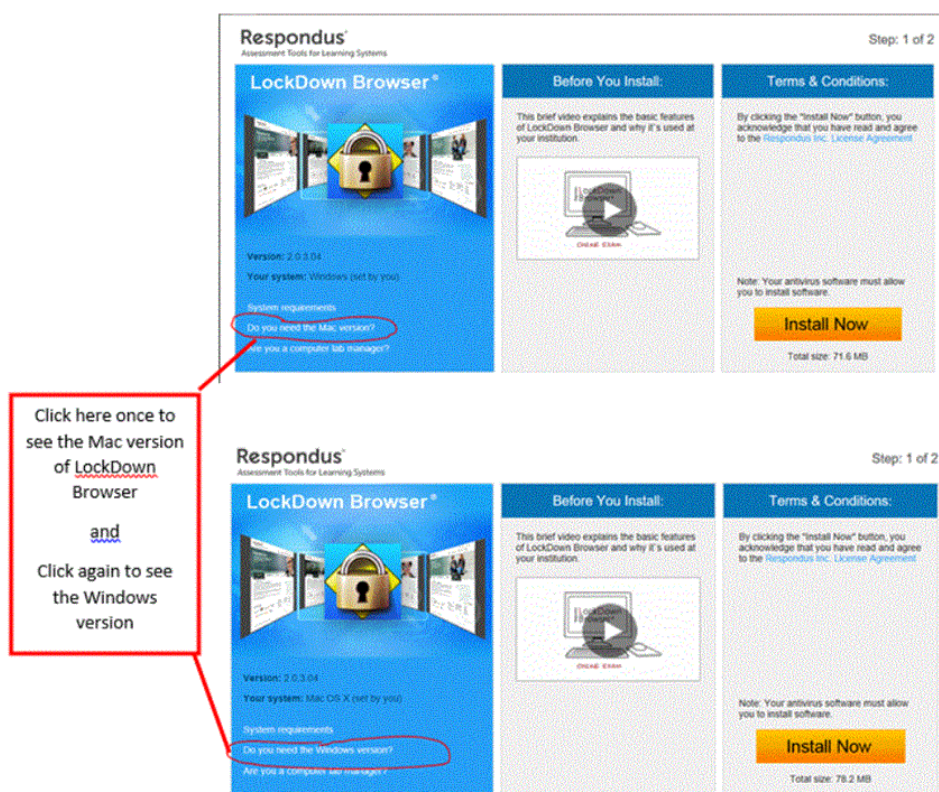 Respondus
Assessment Tools for Learning Systems
Step: 1 of 2
LockDown Browser®
Version: 2.0.3.04
Your system: Windows (set by you)
System requirements
Do you need the Mac version?
Are you a computer lab manager?
Before You Install:
This brief video explains the basic features
of LockDown Browser and why it's used at
your institution.
LockDown
Browser
ONLINE EXAM
Terms & Conditions:
By clicking the "Install Now" button, you
acknowledge that you have read and agree
to the Respondus Inc. License Agreement
Note: Your antivirus software must allow
you to install software.
Install Now
Total size: 71.6 MB
Click here once to
see the Mac version
of LockDown
Browser
and
Click again to see
the Windows
version
Respondus
Assessment Tools for Learning Systems
Step: 1 of 2
LockDown Browser®
Version: 2.0.3.04
Your system: Mac OS X (set by you)
System requirements
Do you need the Windows version?
Are you a computer lab manager?
Before You Install:
This brief video explains the basic features
of LockDown Browser and why it's used at
your institution.
LockDown
Browser
ONLINE EXAM
Terms & Conditions:
By clicking the "Install Now" button, you
acknowledge that you have read and agree
to the Respondus Inc. License Agreement
Note: Your antivirus software must allow
you to install software.
Install Now
Total size: 78.2 MB